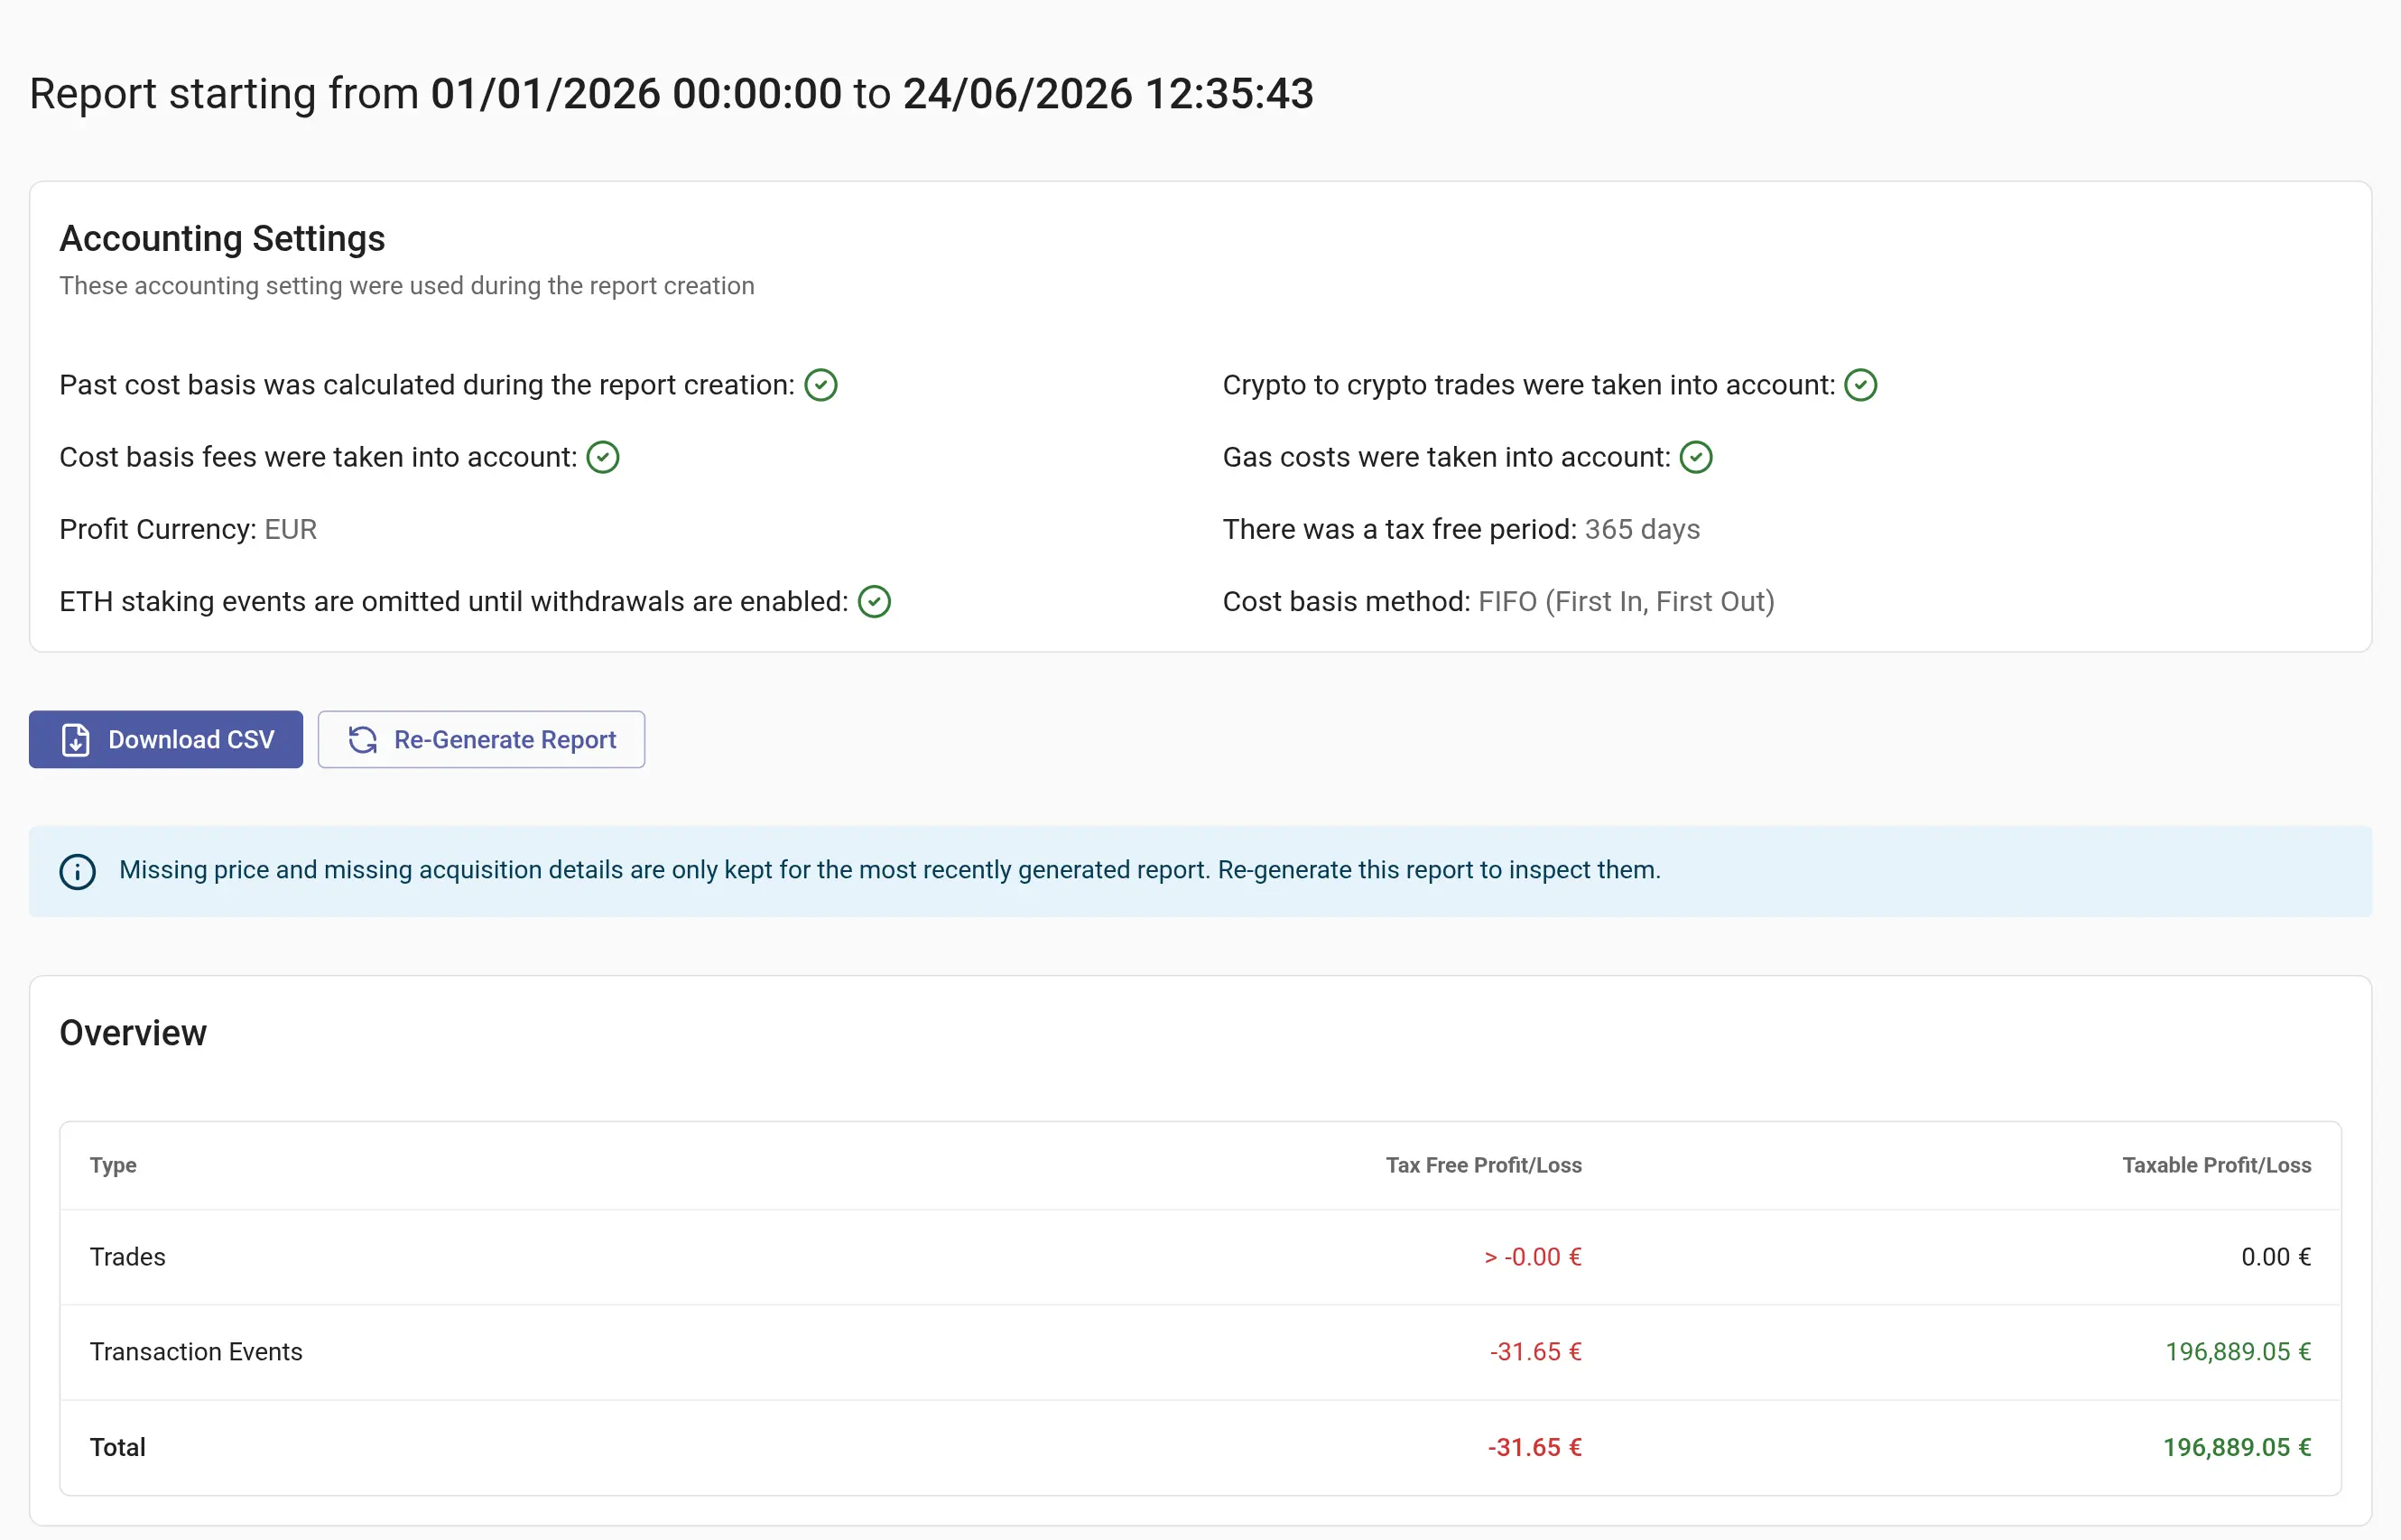 Report starting from 01/01/2026 00:00:00 to 24/06/2026 12:35:43
Accounting Settings
These accounting setting were used during the report creation
Past cost basis was calculated during the report creation:
Crypto to crypto trades were taken into account:
Cost basis fees were taken into account:
Gas costs were taken into account:
Profit Currency: EUR
There was a tax free period: 365 days
ETH staking events are omitted until withdrawals are enabled:
Cost basis method: FIFO (First In, First Out)
Download CSV
Re-Generate Report
Missing price and missing acquisition details are only kept for the most recently generated report. Re-generate this report to inspect them.
Overview
Type Tax Free Profit/Loss Taxable Profit/Loss
Trades > -0.00 € 0.00 €
Transaction Events -31.65 € 196,889.05 €
Total -31.65 € 196,889.05 €